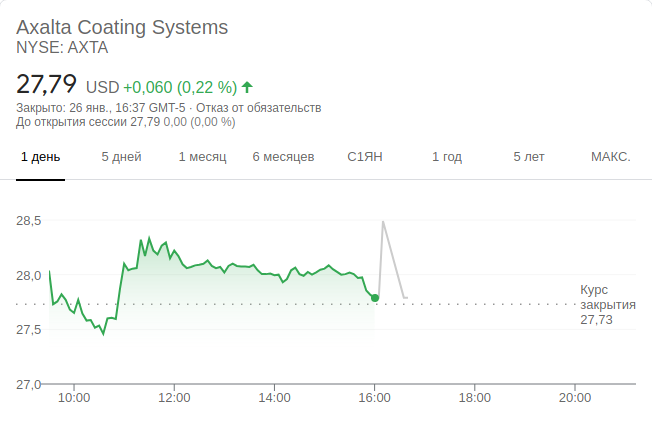 Axalta Coating Systems
NYSE: AXTA
27,79 USD +0,060 (0,22 %)
Закрыто: 26 янв., 16:37 GMT-5 · Отказ от обязательств
До открытия сессии 27,79 0,00 (0,00 %)
1 день 5 дней 1 месяц 6 месяцев С1ЯН 1 год 5 лет МАКС.
28,5
28,0
Курс
закрытия
27,73
27,5
27,0
10:00 12:00 14:00 16:00 18:00 20:00